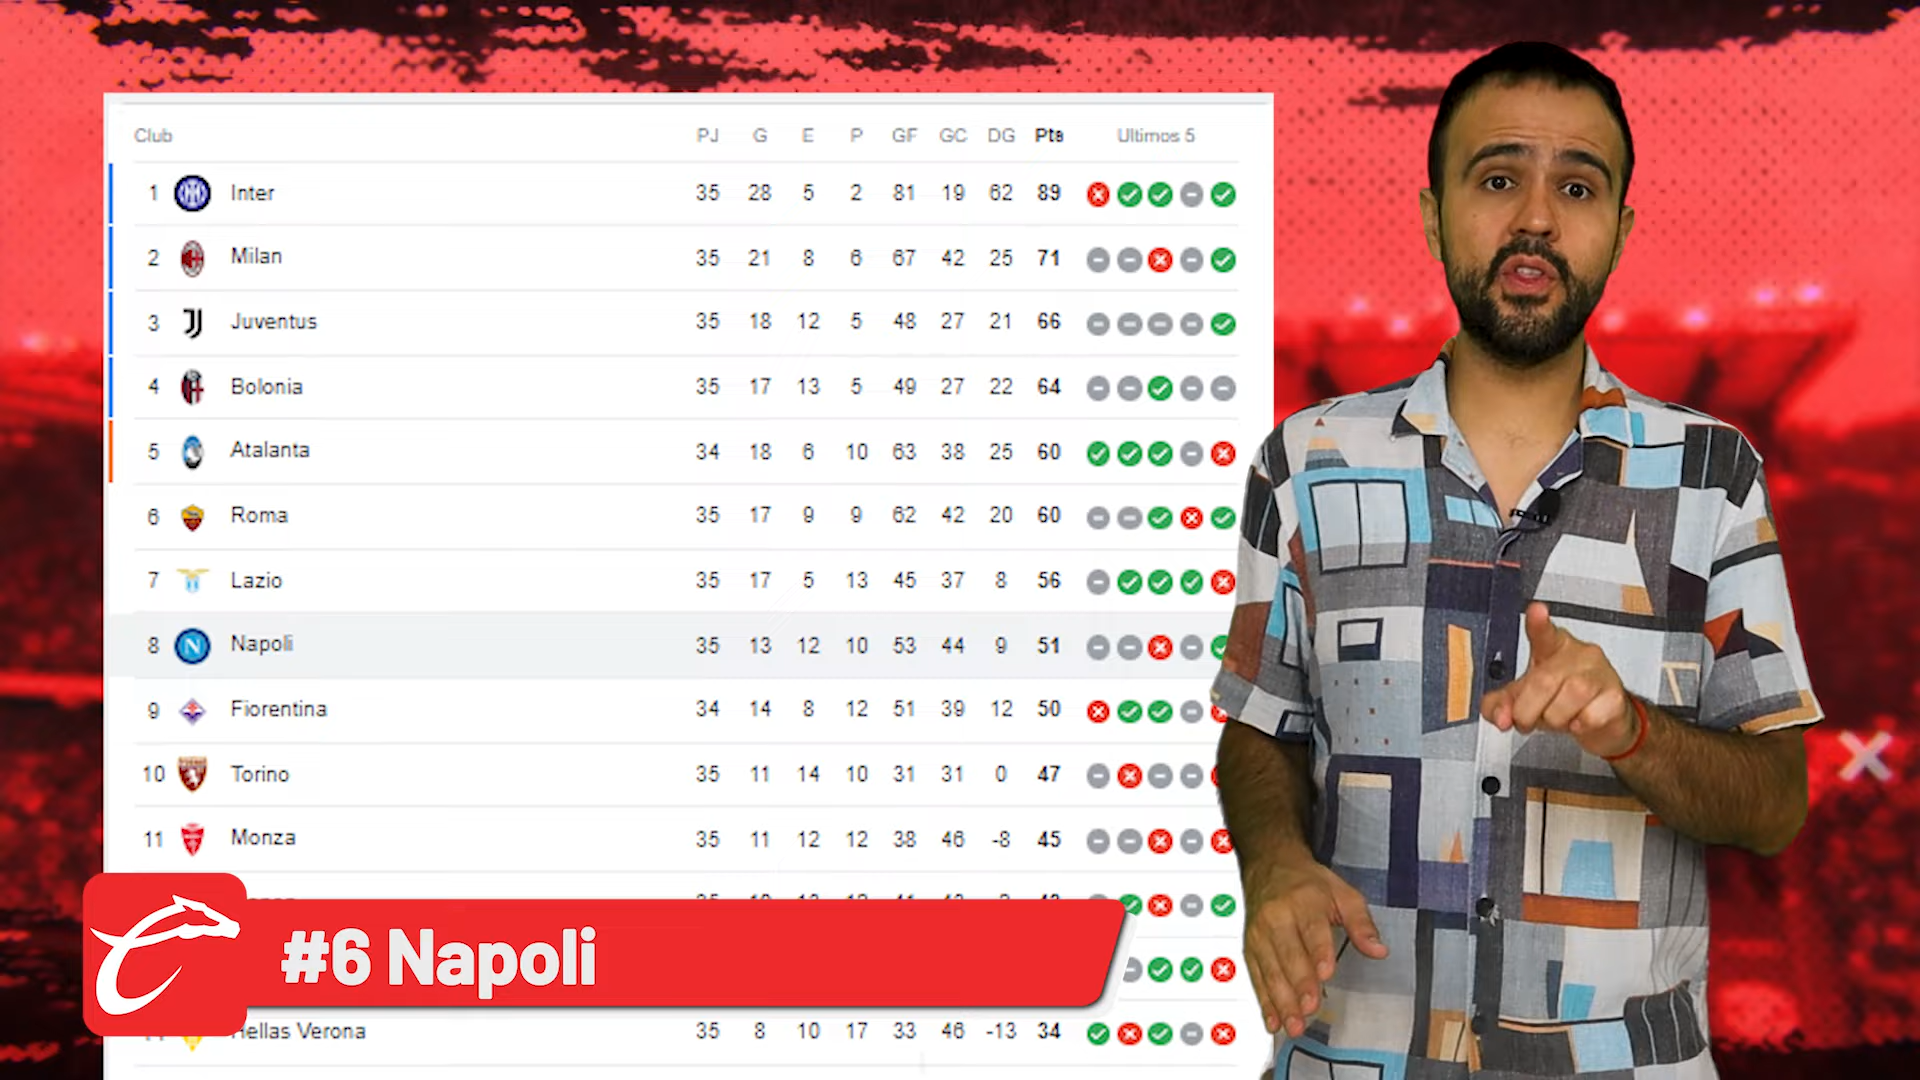 Club PJ G E P GF GC DG Pts Ultimos 5
1 Inter 35 28 5 2 81 19 62 89
2 Milan 35 21 8 6 67 42 25 71
3 Juventus 35 18 12 5 48 27 21 66
4 Bolonia 35 17 13 5 49 27 22 64
5 Atalanta 34 18 6 10 63 38 25 60
6 Roma 35 17 9 9 62 42 20 60
7 Lazio 35 17 5 13 45 37 8 56
8 N Napoli 35 13 12 10 53 44 9 51
9 Fiorentina 34 14 8 12 51 39 12 50
10 Torino 35 11 14 10 31 31 0 47
11 Monza 35 11 12 12 38 46 -8 45
#6 Napoli
Hellas Verona 35 8 10 17 33 46 -13 34